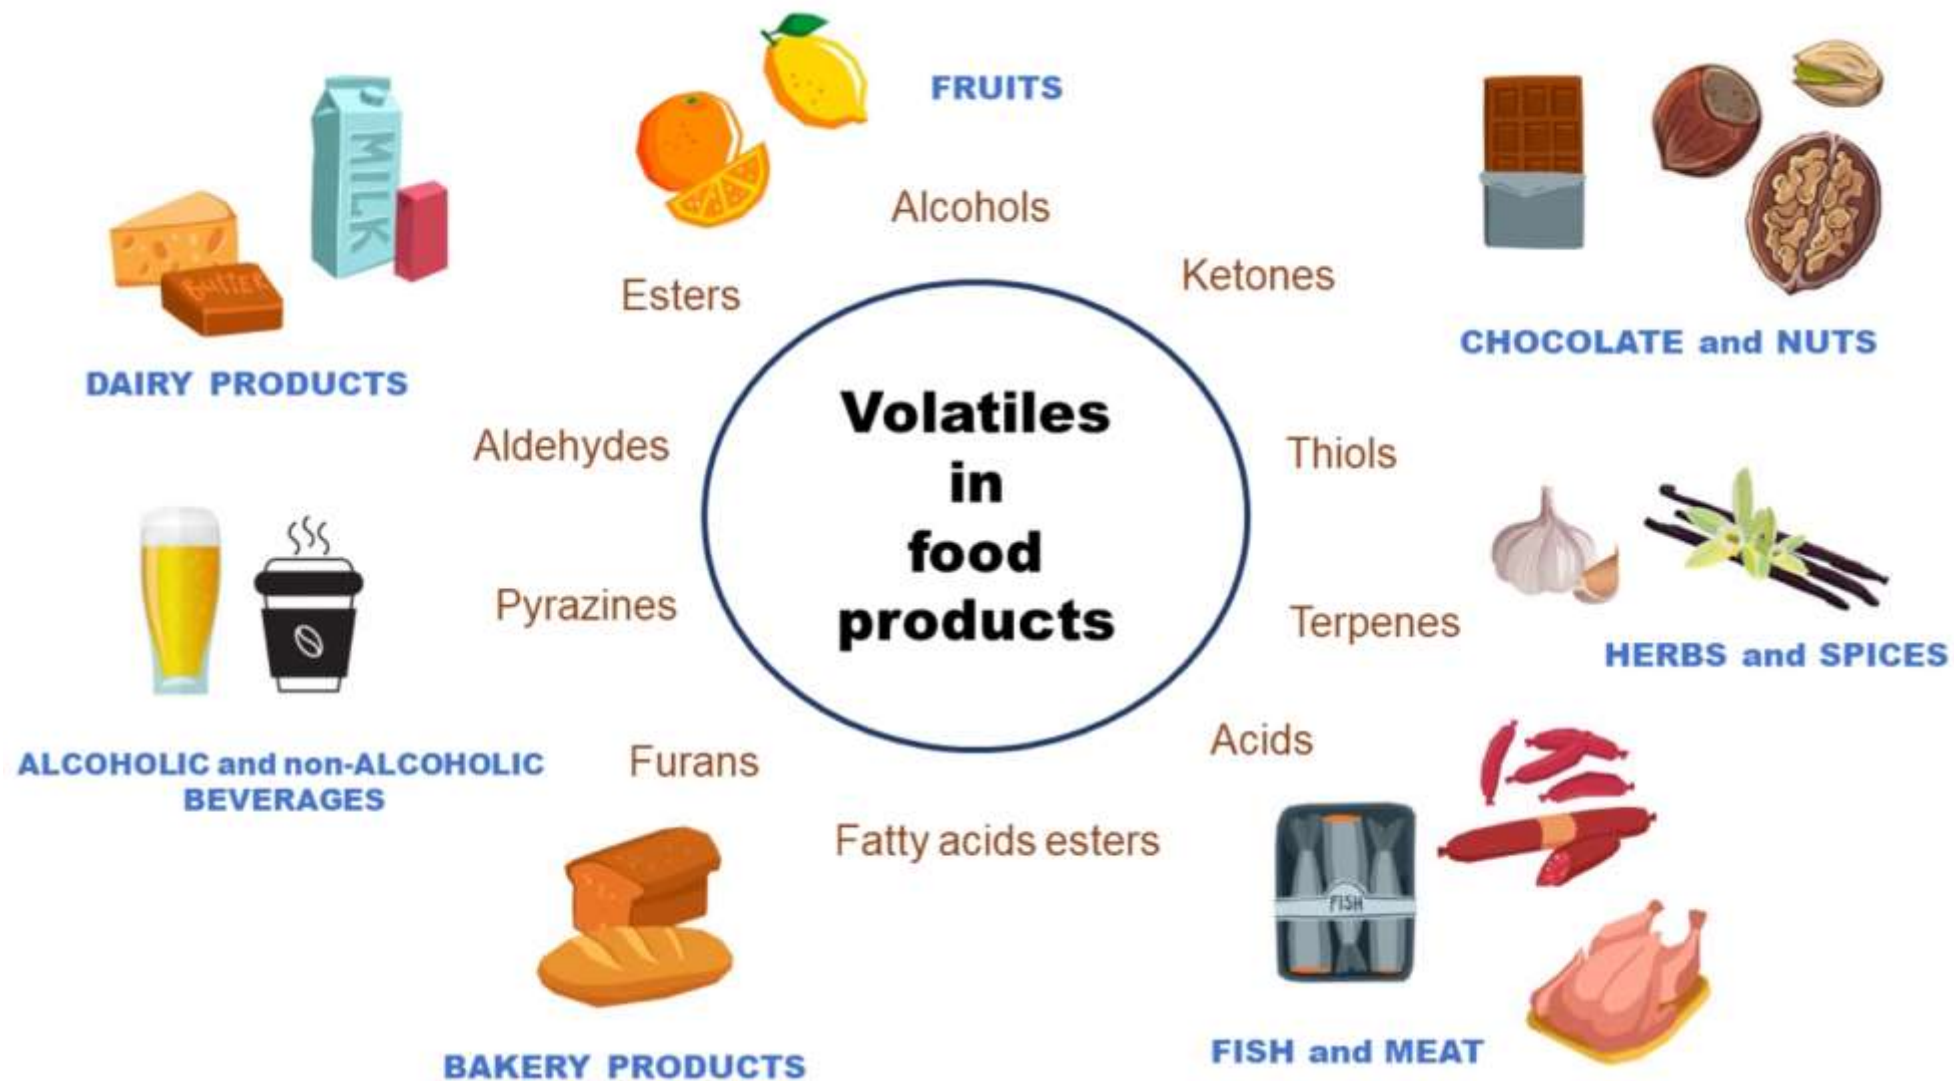 FRUITS
MILK
Alcohols
Ketones
Esters
BUTTER
CHOCOLATE and NUTS
DAIRY PRODUCTS
Volatiles
in
food
products
Aldehydes
Thiols
Pyrazines
Terpenes
HERBS and SPICES
ALCOHOLIC and non-ALCOHOLIC
BEVERAGES
Furans
Acids
Fatty acids esters
FISH
BAKERY PRODUCTS
FISH and MEAT